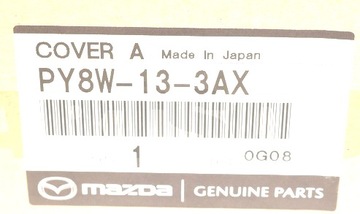 COVER A Made In Japan
PY8W-13-3AX
1 0G08
mazda GENUINE PARTS